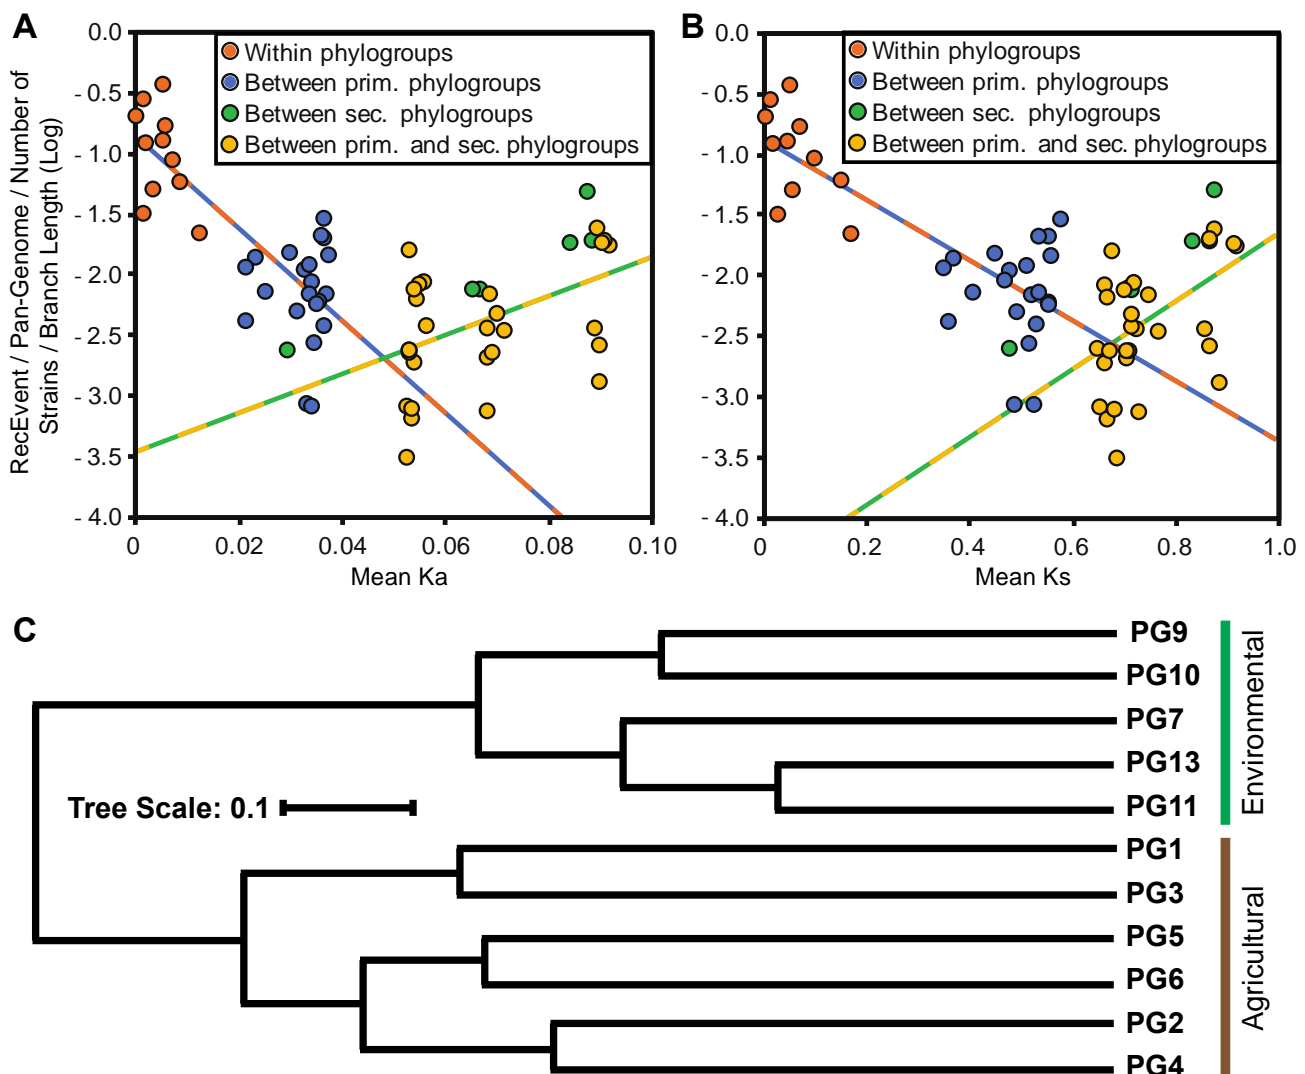 A
B
RecEvent / Pan-Genome / Number of
Strains / Branch Length (Log)
0.0
- 0.5
- 1.0
- 1.5
- 2.0
- 2.5
- 3.0
- 3.5
- 4.0
Within phylogroups
Between prim. phylogroups
Between sec. phylogroups
Between prim. and sec. phylogroups
0 0.02 0.04 0.06 0.08 0.10
Mean Ka
0.0
- 0.5
- 1.0
- 1.5
- 2.0
- 2.5
- 3.0
- 3.5
- 4.0
Within phylogroups
Between prim. phylogroups
Between sec. phylogroups
Between prim. and sec. phylogroups
0 0.2 0.4 0.6 0.8 1.0
Mean Ks
C
Tree Scale: 0.1
PG9
PG10
PG7
PG13
PG11
PG1
PG3
PG5
PG6
PG2
PG4
Environmental
Agricultural